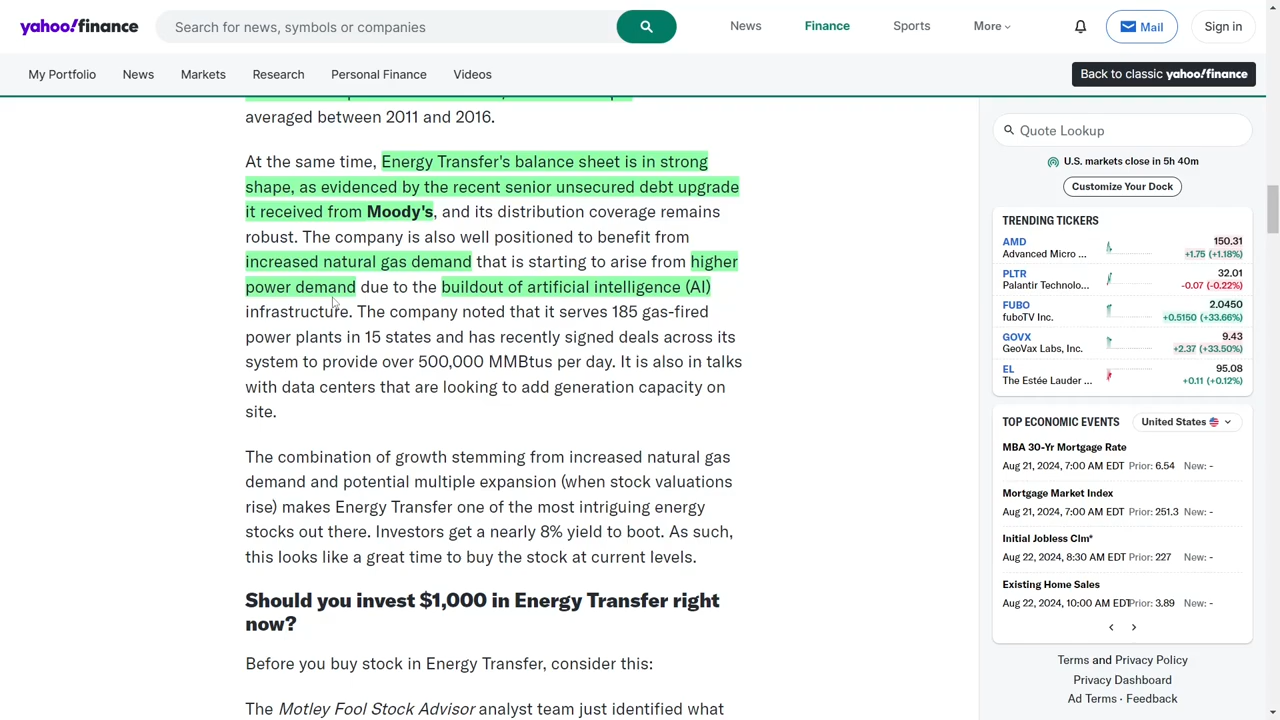 yahoo!finance
Search for news, symbols or companies
News
Finance
Sports
More
Mail
Sign in
My Portfolio
News
Markets
Research
Personal Finance
Videos
Back to classic yahoo!finance
averaged between 2011 and 2016.
At the same time, Energy Transfer's balance sheet is in strong
shape, as evidenced by the recent senior unsecured debt upgrade
it received from Moody's, and its distribution coverage remains
robust. The company is also well positioned to benefit from
increased natural gas demand that is starting to arise from higher
power demand due to the buildout of artificial intelligence (AI)
infrastructure. The company noted that it serves 185 gas-fired
power plants in 15 states and has recently signed deals across its
system to provide over 500,000 MMBtus per day. It is also in talks
with data centers that are looking to add generation capacity on
site.
The combination of growth stemming from increased natural gas
demand and potential multiple expansion (when stock valuations
rise) makes Energy Transfer one of the most intriguing energy
stocks out there. Investors get a nearly 8% yield to boot. As such,
this looks like a great time to buy the stock at current levels.
Should you invest $1,000 in Energy Transfer right
now?
Before you buy stock in Energy Transfer, consider this:
The Motley Fool Stock Advisor analyst team just identified what
Quote Lookup
U.S. markets close in 5h 40m
Customize Your Dock
TRENDING TICKERS
AMD 150.31
Advanced Micro ... +1.75 (+1.18%)
PLTR 32.01
Palantir Technolo... -0.07 (-0.22%)
FUBO 2.0450
fuboTV Inc. +0.5150 (+33.66%)
GOVX 9.43
GeoVax Labs, Inc. +2.37 (+33.50%)
EL 95.08
The Estée Lauder ... +0.11 (+0.12%)
TOP ECONOMIC EVENTS United States
MBA 30-Yr Mortgage Rate
Aug 21, 2024, 7:00 AM EDT Prior: 6.54 New: -
Mortgage Market Index
Aug 21, 2024, 7:00 AM EDT Prior: 251.3 New: -
Initial Jobless Clm*
Aug 22, 2024, 8:30 AM EDT Prior: 227 New: -
Existing Home Sales
Aug 22, 2024, 10:00 AM EDT Prior: 3.89 New: -
Terms and Privacy Policy
Privacy Dashboard
Ad Terms · Feedback